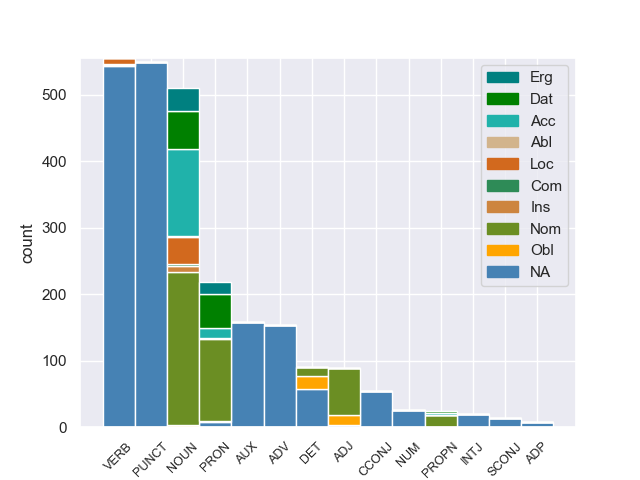 500
400
300
200
100
0
count
Erg
Dat
Acc
Abl
Loc
Com
Ins
Nom
Obl
NA
VERB
PUNCT
NOUN
PRON
AUX
ADV
DET
ADJ
CCONJ
NUM
PROPN
INTJ
SCONJ
ADP